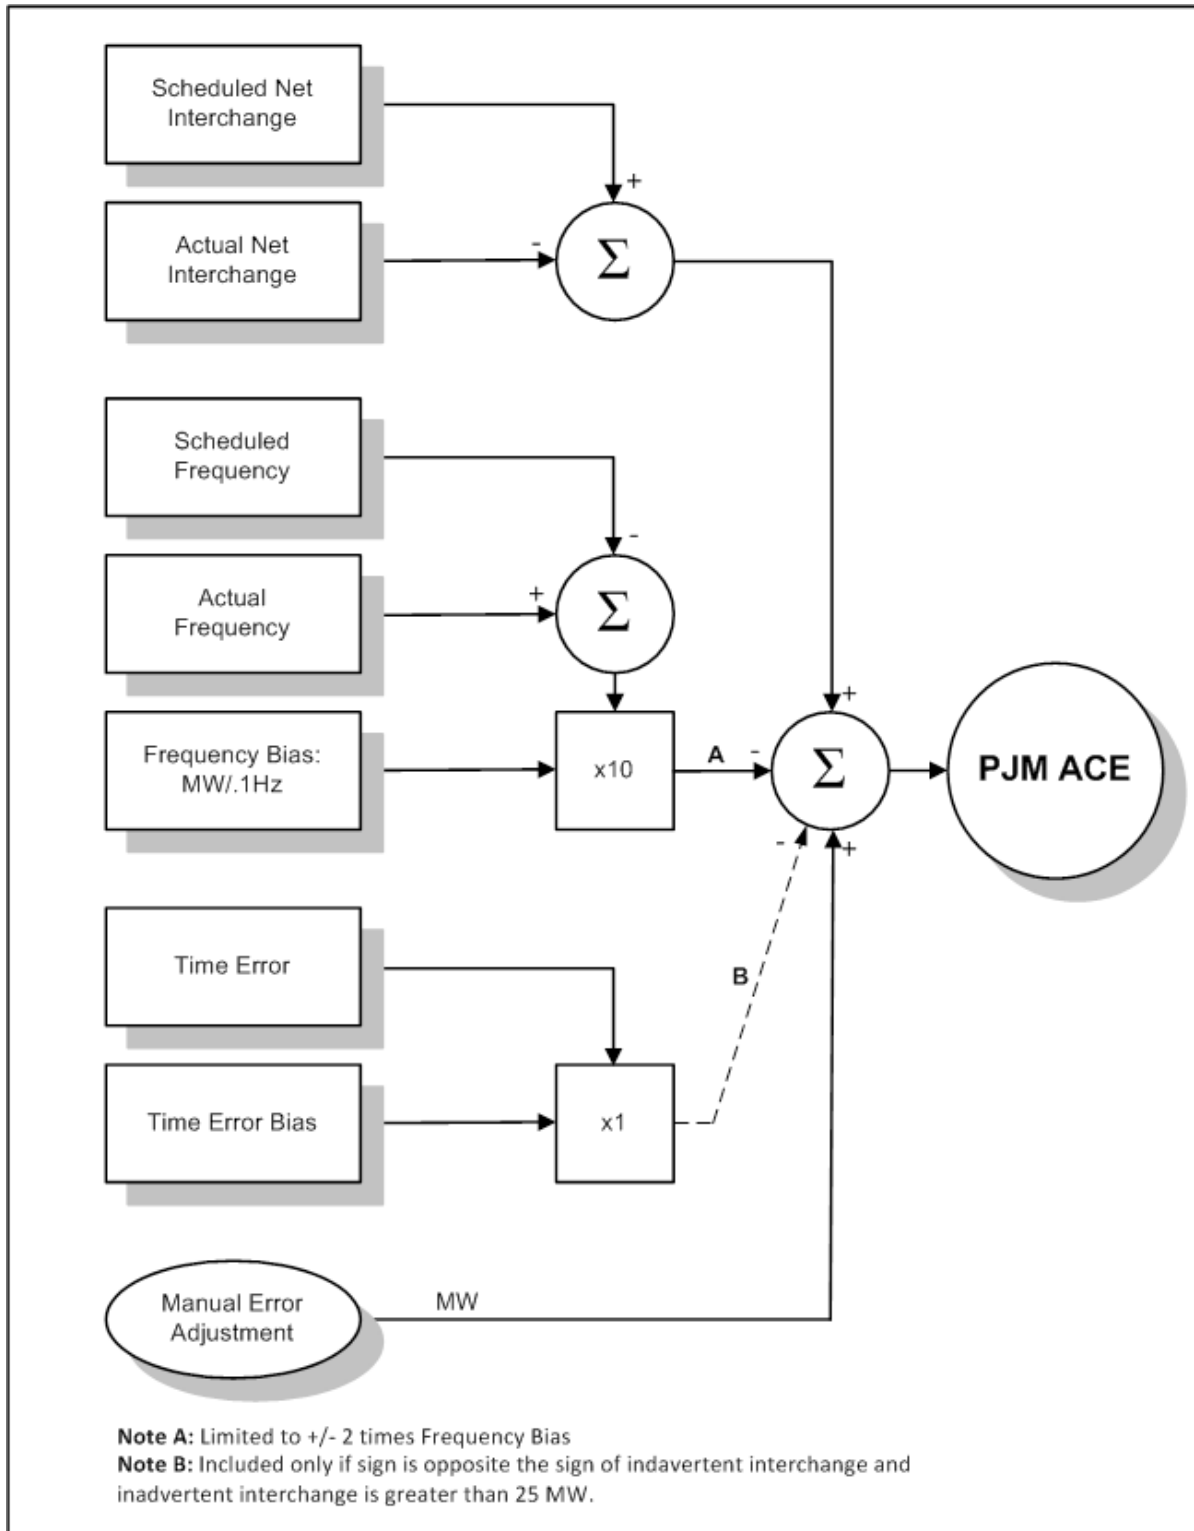 Scheduled Net
Interchange
+
Actual Net
Interchange
-
Σ
Scheduled
Frequency
-
Actual
Frequency
+
Σ
Frequency Bias:
MW/.1Hz
x10
A
-
+
Σ
PJM ACE
-
+
Time Error
B
Time Error Bias
x1
Manual Error
Adjustment
MW
Note A: Limited to +/- 2 times Frequency Bias
Note B: Included only if sign is opposite the sign of indavertent interchange and
inadvertent interchange is greater than 25 MW.